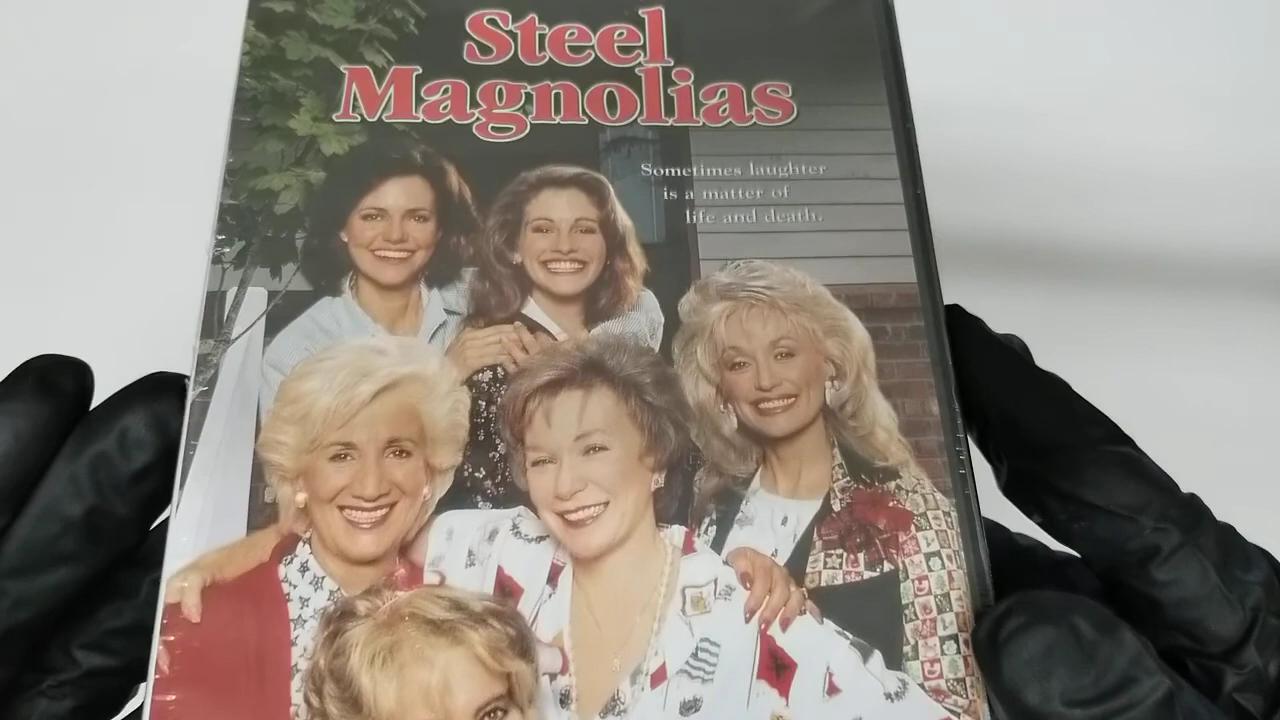 Steel
Magnolias
Sometimes laughter
is a matter of
life and death.